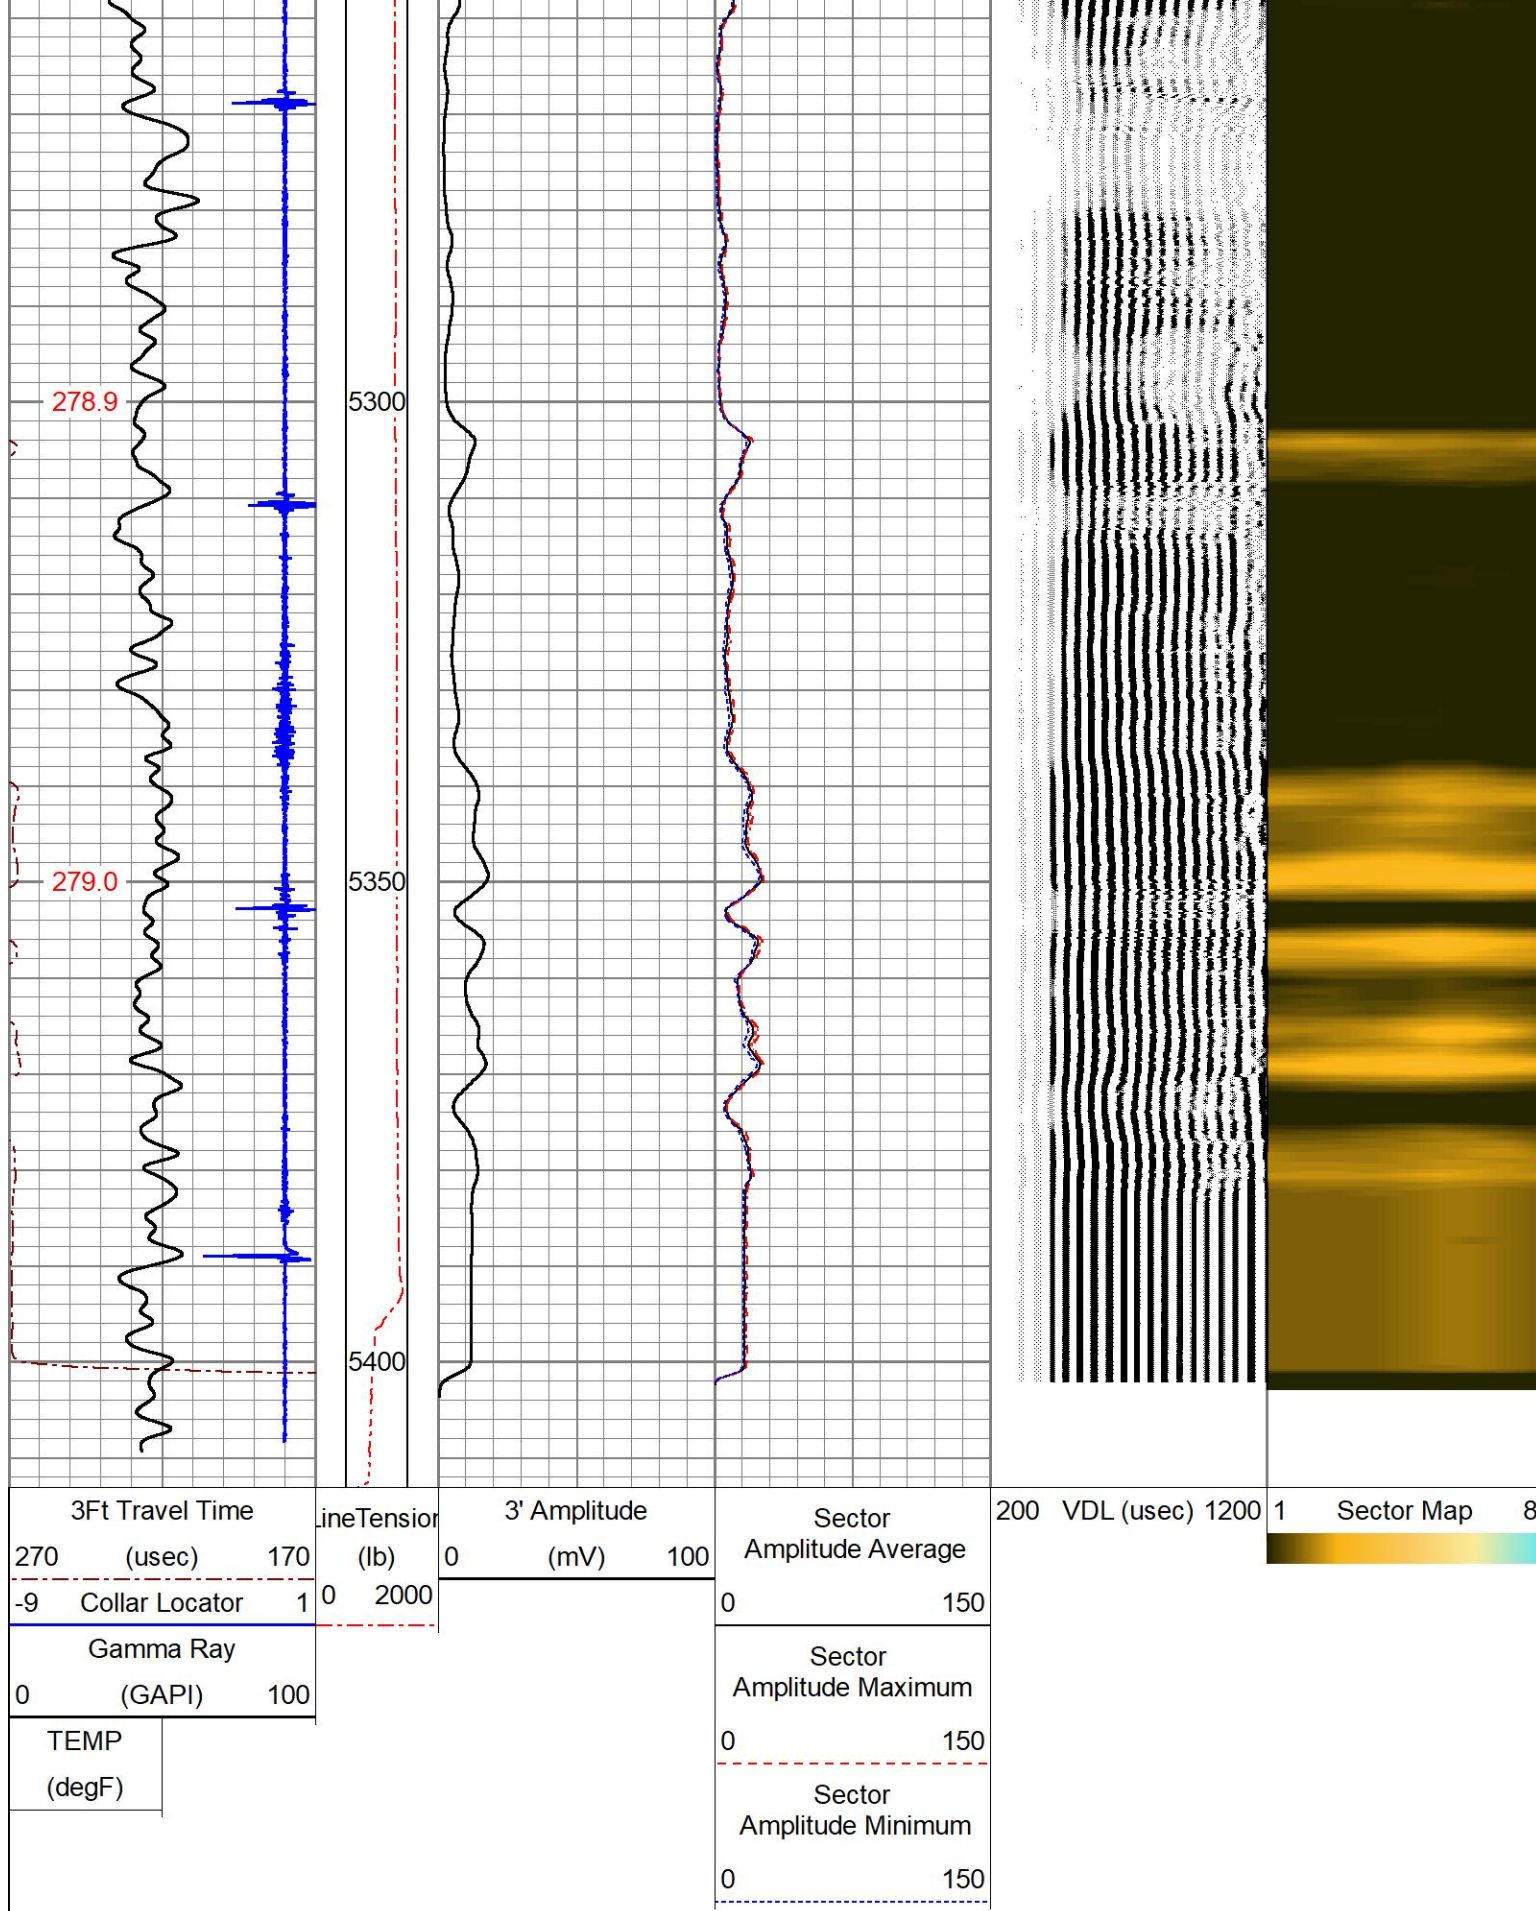 278.9
5300
279.0
5350
5400
3Ft Travel Time
270 (usec) 170
-9 Collar Locator 1
Gamma Ray
0 (GAPI) 100
TEMP
(degF)
LineTension
(lb)
0 2000
3' Amplitude
0 (mV) 100
Sector
Amplitude Average
0 150
Sector
Amplitude Maximum
0 150
Sector
Amplitude Minimum
0 150
200 VDL (usec) 1200
1 Sector Map 8